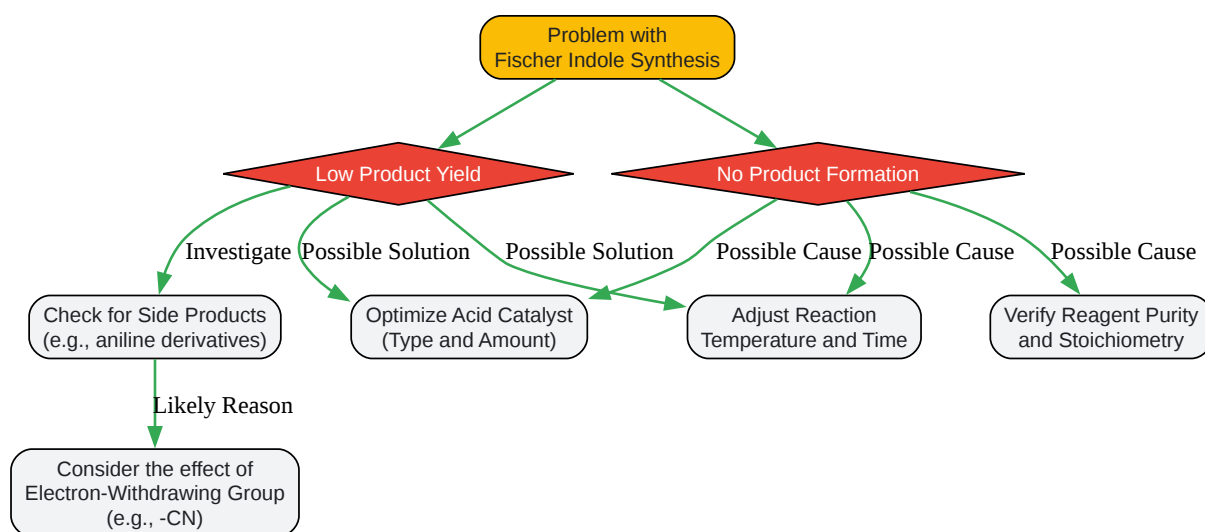 Problem with
Fischer Indole Synthesis
Low Product Yield
No Product Formation
Investigate
Possible Solution
Possible Solution
Possible Cause
Possible Cause
Possible Cause
Check for Side Products
(e.g., aniline derivatives)
Optimize Acid Catalyst
(Type and Amount)
Adjust Reaction
Temperature and Time
Verify Reagent Purity
and Stoichiometry
Likely Reason
Consider the effect of
Electron-Withdrawing Group
(e.g., -CN)